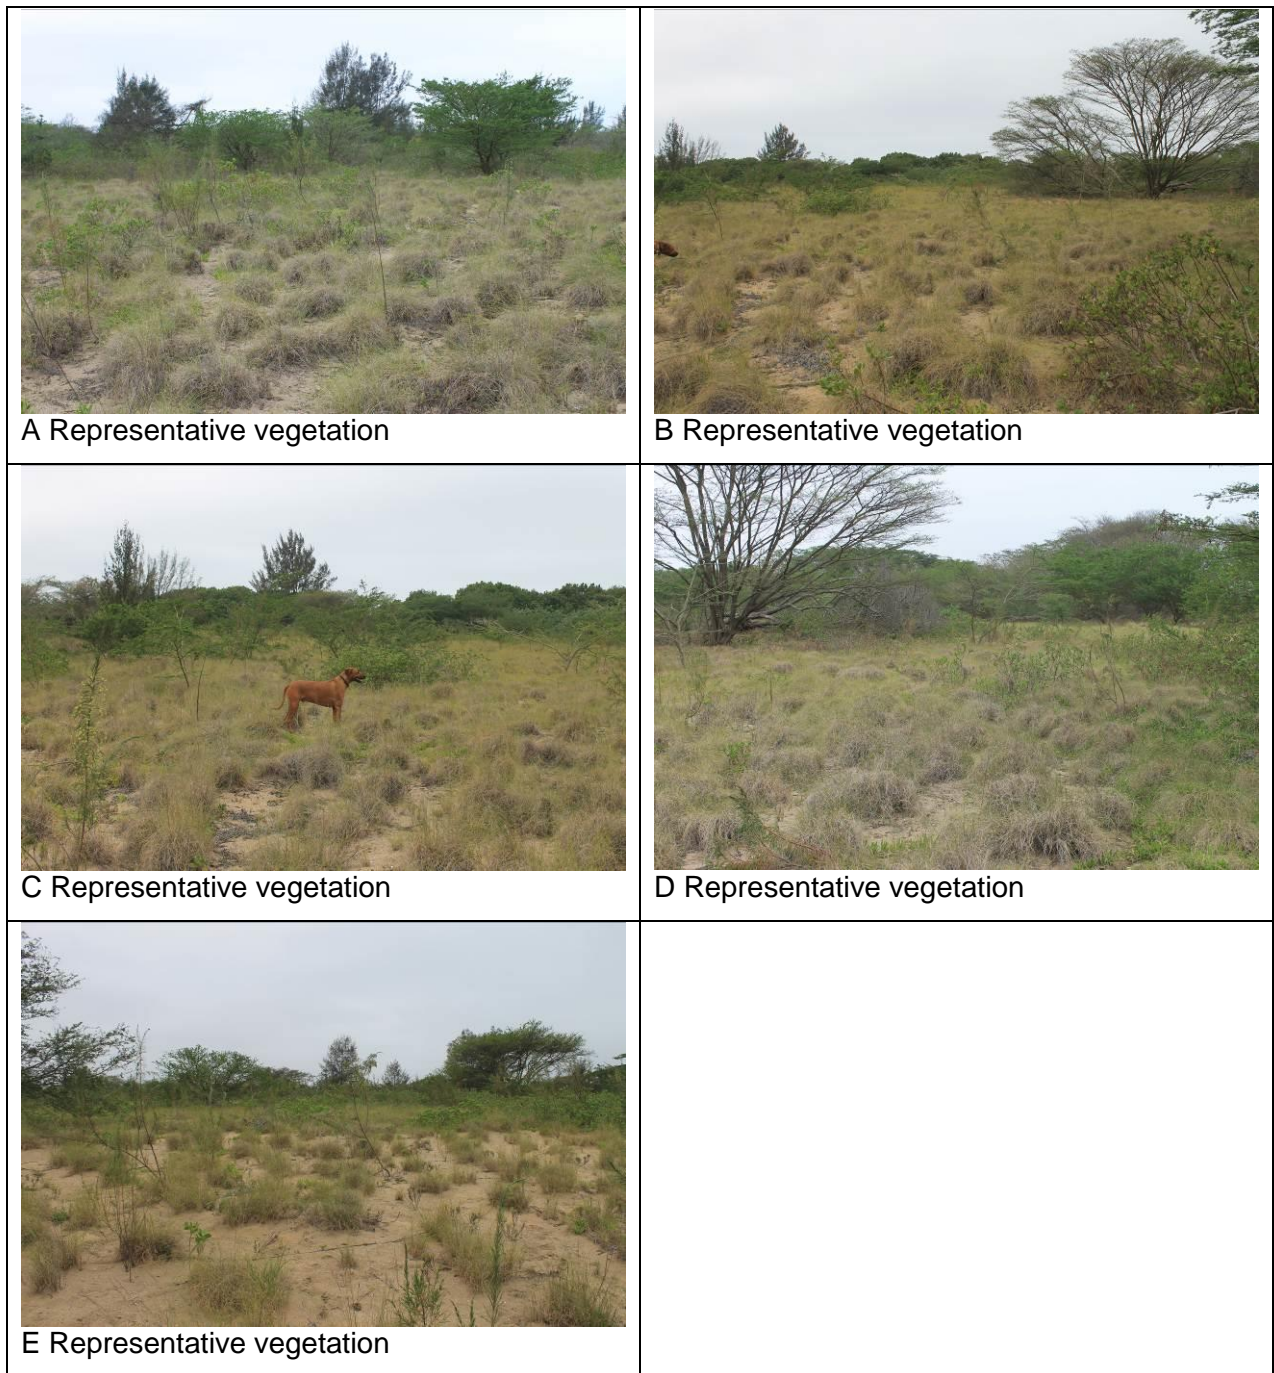 A Representative vegetation
B Representative vegetation
C Representative vegetation
D Representative vegetation
E Representative vegetation